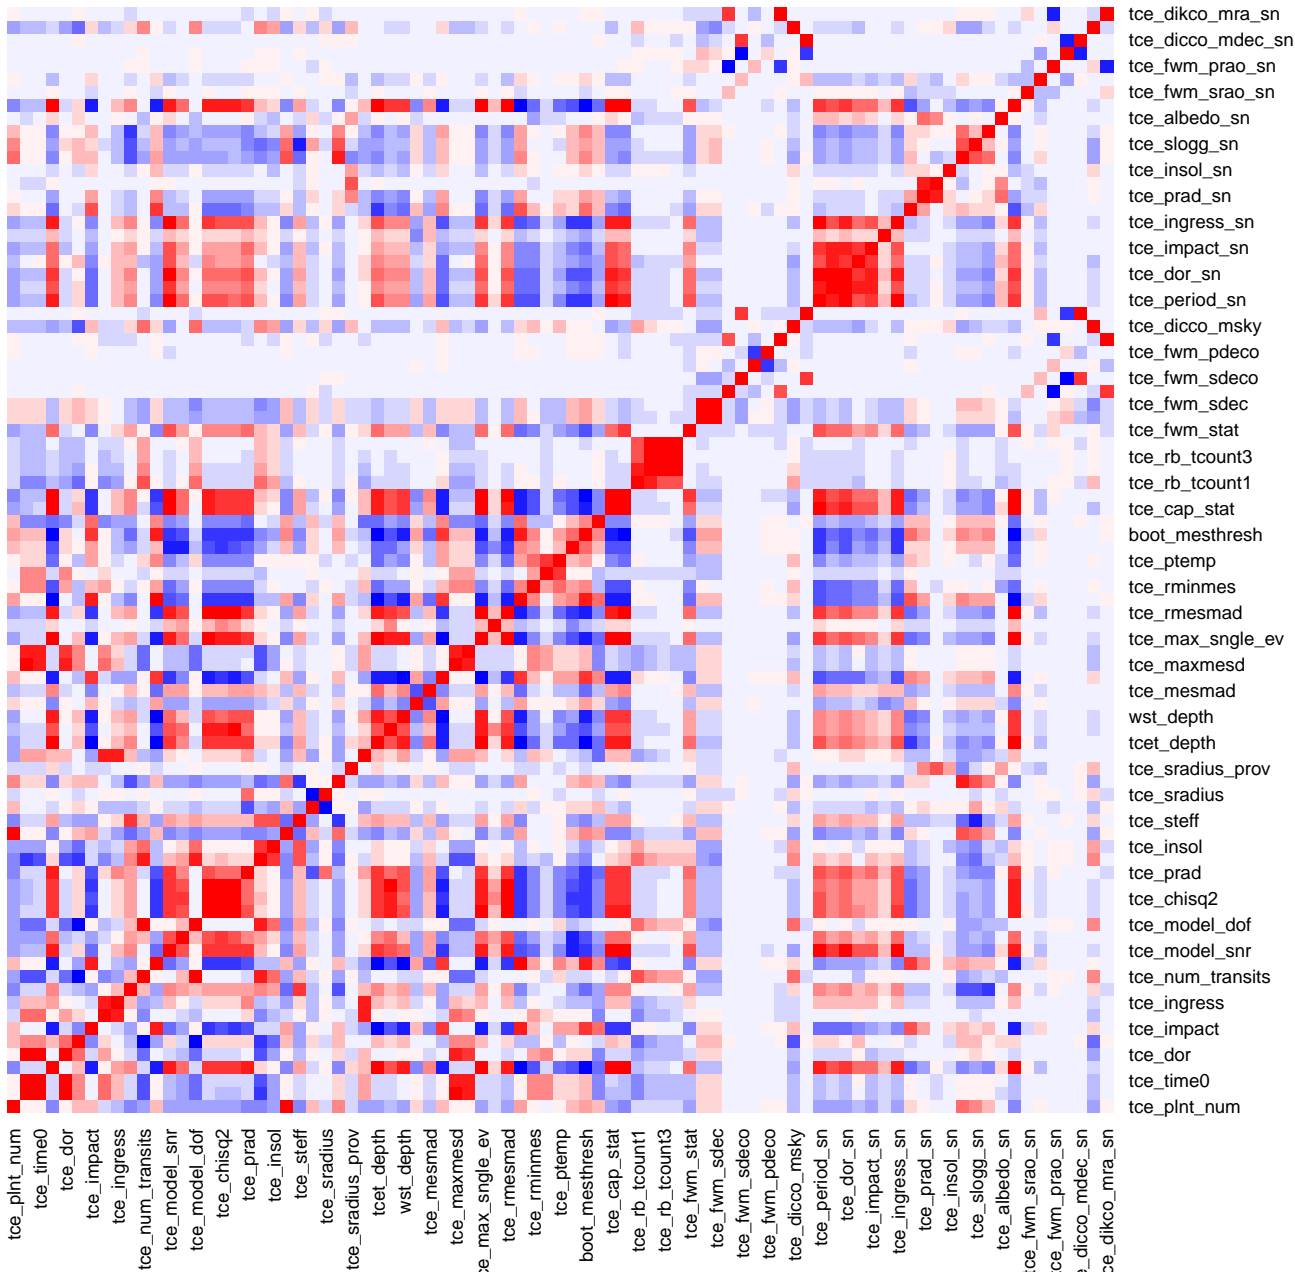 tce_dikco_mra_sn
tce_dicco_mdec_sn
tce_fwm_prao_sn
tce_fwm_srao_sn
tce_albedo_sn
tce_slogg_sn
tce_insol_sn
tce_prad_sn
tce_ingress_sn
tce_impact_sn
tce_dor_sn
tce_period_sn
tce_dicco_msky
tce_fwm_pdeco
tce_fwm_sdeco
tce_fwm_sdec
tce_fwm_stat
tce_rb_tcount3
tce_rb_tcount1
tce_cap_stat
boot_mesthresh
tce_ptemp
tce_rminmes
tce_rmesmad
tce_max_sngle_ev
tce_maxmesd
tce_mesmad
wst_depth
tcet_depth
tce_sradius_prov
tce_sradius
tce_steff
tce_insol
tce_prad
tce_chisq2
tce_model_dof
tce_model_snr
tce_num_transits
tce_ingress
tce_impact
tce_dor
tce_time0
tce_plnt_num
tce_plnt_num
tce_time0
tce_dor
tce_impact
tce_ingress
tce_num_transits
tce_model_snr
tce_model_dof
tce_chisq2
tce_prad
tce_insol
tce_steff
tce_sradius
tce_sradius_prov
tcet_depth
wst_depth
tce_mesmad
tce_maxmesd
ce_max_sngle_ev
tce_rmesmad
tce_rminmes
tce_ptemp
boot_mesthresh
tce_cap_stat
tce_rb_tcount1
tce_rb_tcount3
tce_fwm_stat
tce_fwm_sdec
tce_fwm_sdeco
tce_fwm_pdeco
tce_dicco_msky
tce_period_sn
tce_dor_sn
tce_impact_sn
tce_ingress_sn
tce_prad_sn
tce_insol_sn
tce_slogg_sn
tce_albedo_sn
tce_fwm_srao_sn
tce_fwm_prao_sn
e_dicco_mdec_sn
ce_dikco_mra_sn